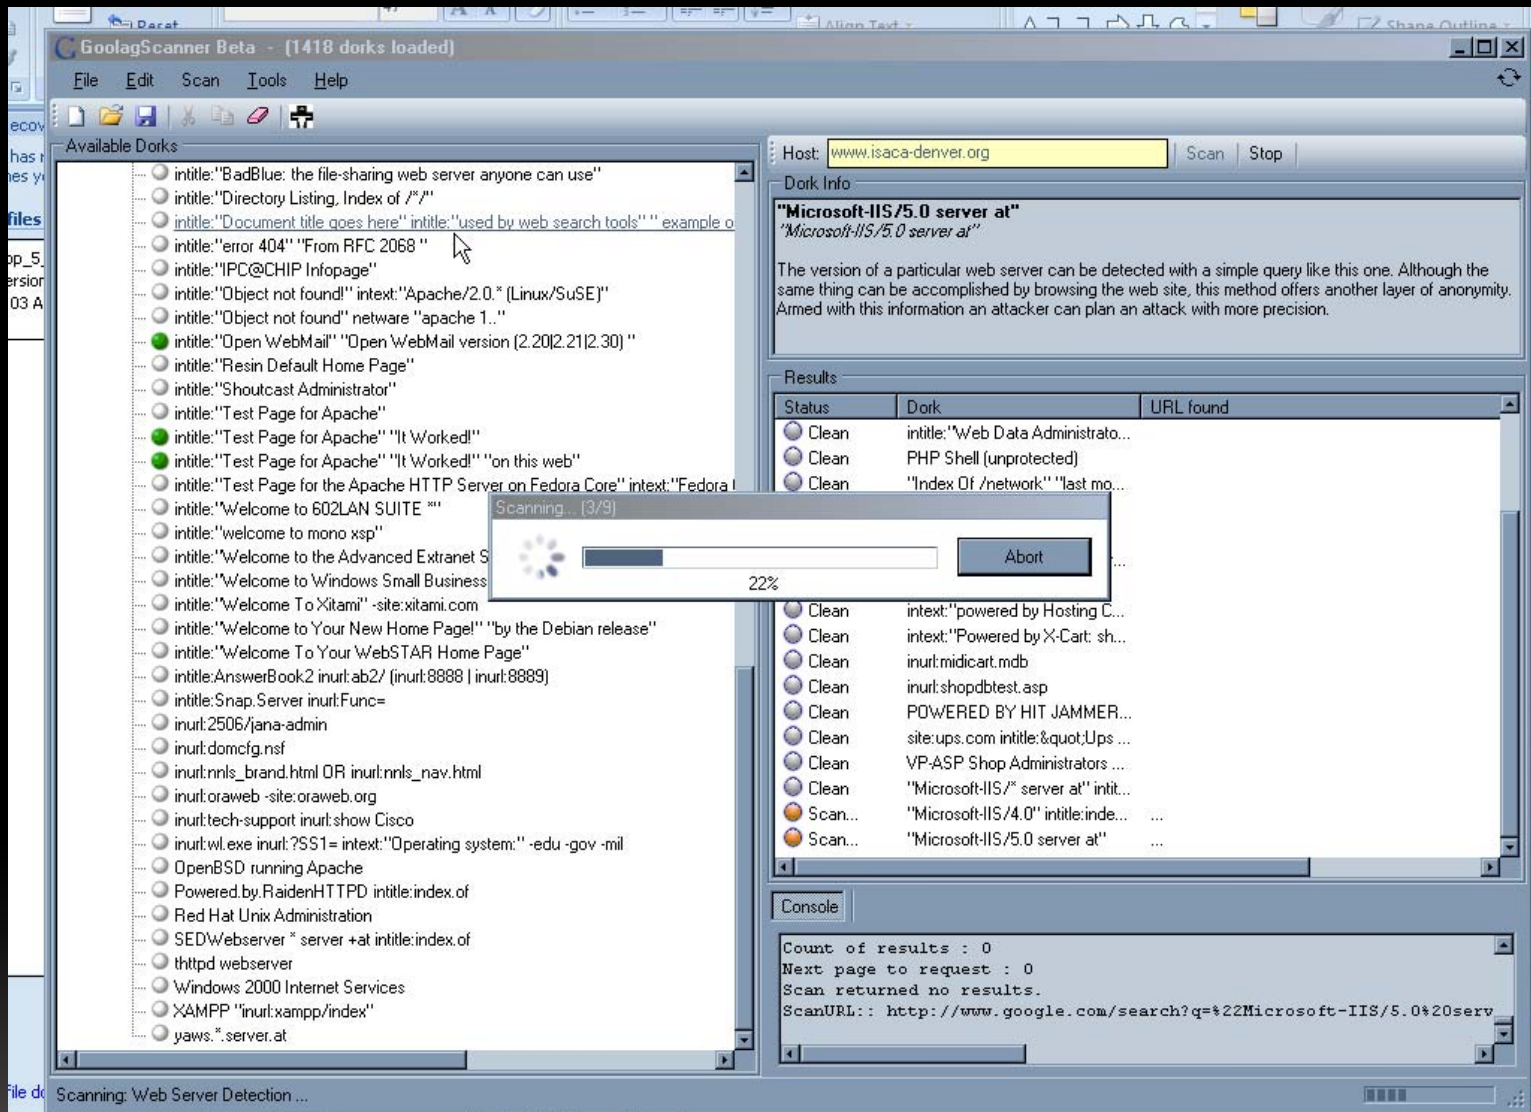 Reset
Align Text
Shape Outline
GoolagScanner Beta - (1418 dorks loaded)
File Edit Scan Tools Help
ecov
has r
nes y
files
op_5_
ersion
03 A
File do
Available Dorks
intitle:"BadBlue: the file-sharing web server anyone can use"
intitle:"Directory Listing, Index of /*/"
intitle:"Document title goes here" intitle:"used by web search tools" " example o
intitle:"error 404" "From RFC 2068 "
intitle:"IPC@CHIP Infopage"
intitle:"Object not found!" intext:"Apache/2.0.* (Linux/SuSE)"
intitle:"Object not found" netware "apache 1.."
intitle:"Open WebMail" "Open WebMail version (2.20|2.21|2.30) "
intitle:"Resin Default Home Page"
intitle:"Shoutcast Administrator"
intitle:"Test Page for Apache"
intitle:"Test Page for Apache" "It Worked!"
intitle:"Test Page for Apache" "It Worked!" "on this web"
intitle:"Test Page for the Apache HTTP Server on Fedora Core" intext:"Fedora
intitle:"Welcome to 602LAN SUITE *"
intitle:"welcome to mono xsp"
intitle:"Welcome to the Advanced Extranet S
intitle:"Welcome to Windows Small Business
intitle:"Welcome To Xitami" -site:xitami.com
intitle:"Welcome to Your New Home Page!" "by the Debian release"
intitle:"Welcome To Your WebSTAR Home Page"
intitle:AnswerBook2 inurl:ab2/ (inurl:8888 | inurl:8889)
intitle:Snap.Server inurl:Func=
inurl:2506/jana-admin
inurl:domcfg.nsf
inurl:nnls_brand.html OR inurl:nnls_nav.html
inurl:oraweb -site:oraweb.org
inurl:tech-support inurl:show Cisco
inurl:wl.exe inurl:?SS1= intext:"Operating system:" -edu -gov -mil
OpenBSD running Apache
Powered.by.RaidenHTTPD intitle:index.of
Red Hat Unix Administration
SEDWebserver * server +at intitle:index.of
thttpd webserver
Windows 2000 Internet Services
XAMPP "inurl:xampp/index"
yaws.*.server.at
Host: www.isaca-denver.org Scan Stop
Dork Info
"Microsoft-IIS/5.0 server at"
"Microsoft-IIS/5.0 server at"
The version of a particular web server can be detected with a simple query like this one. Although the
same thing can be accomplished by browsing the web site, this method offers another layer of anonymity.
Armed with this information an attacker can plan an attack with more precision.
Results
Status Dork URL found
Clean intitle:"Web Data Administrato...
Clean PHP Shell (unprotected)
Clean "Index Of /network" "last mo...
Scanning... (3/9)
Abort
22%
Clean intext:"powered by Hosting C...
Clean intext:"Powered by X-Cart: sh...
Clean inurl:midicart.mdb
Clean inurl:shopdbtest.asp
Clean POWERED BY HIT JAMMER...
Clean site:ups.com intitle:&quot;Ups ...
Clean VP-ASP Shop Administrators ...
Clean "Microsoft-IIS/* server at" intit...
Scan... "Microsoft-IIS/4.0" intitle:inde... ...
Scan... "Microsoft-IIS/5.0 server at" ...
Console
Count of results : 0
Next page to request : 0
Scan returned no results.
ScanURL:: http://www.google.com/search?q=%22Microsoft-IIS/5.0%20serv
Scanning: Web Server Detection ...